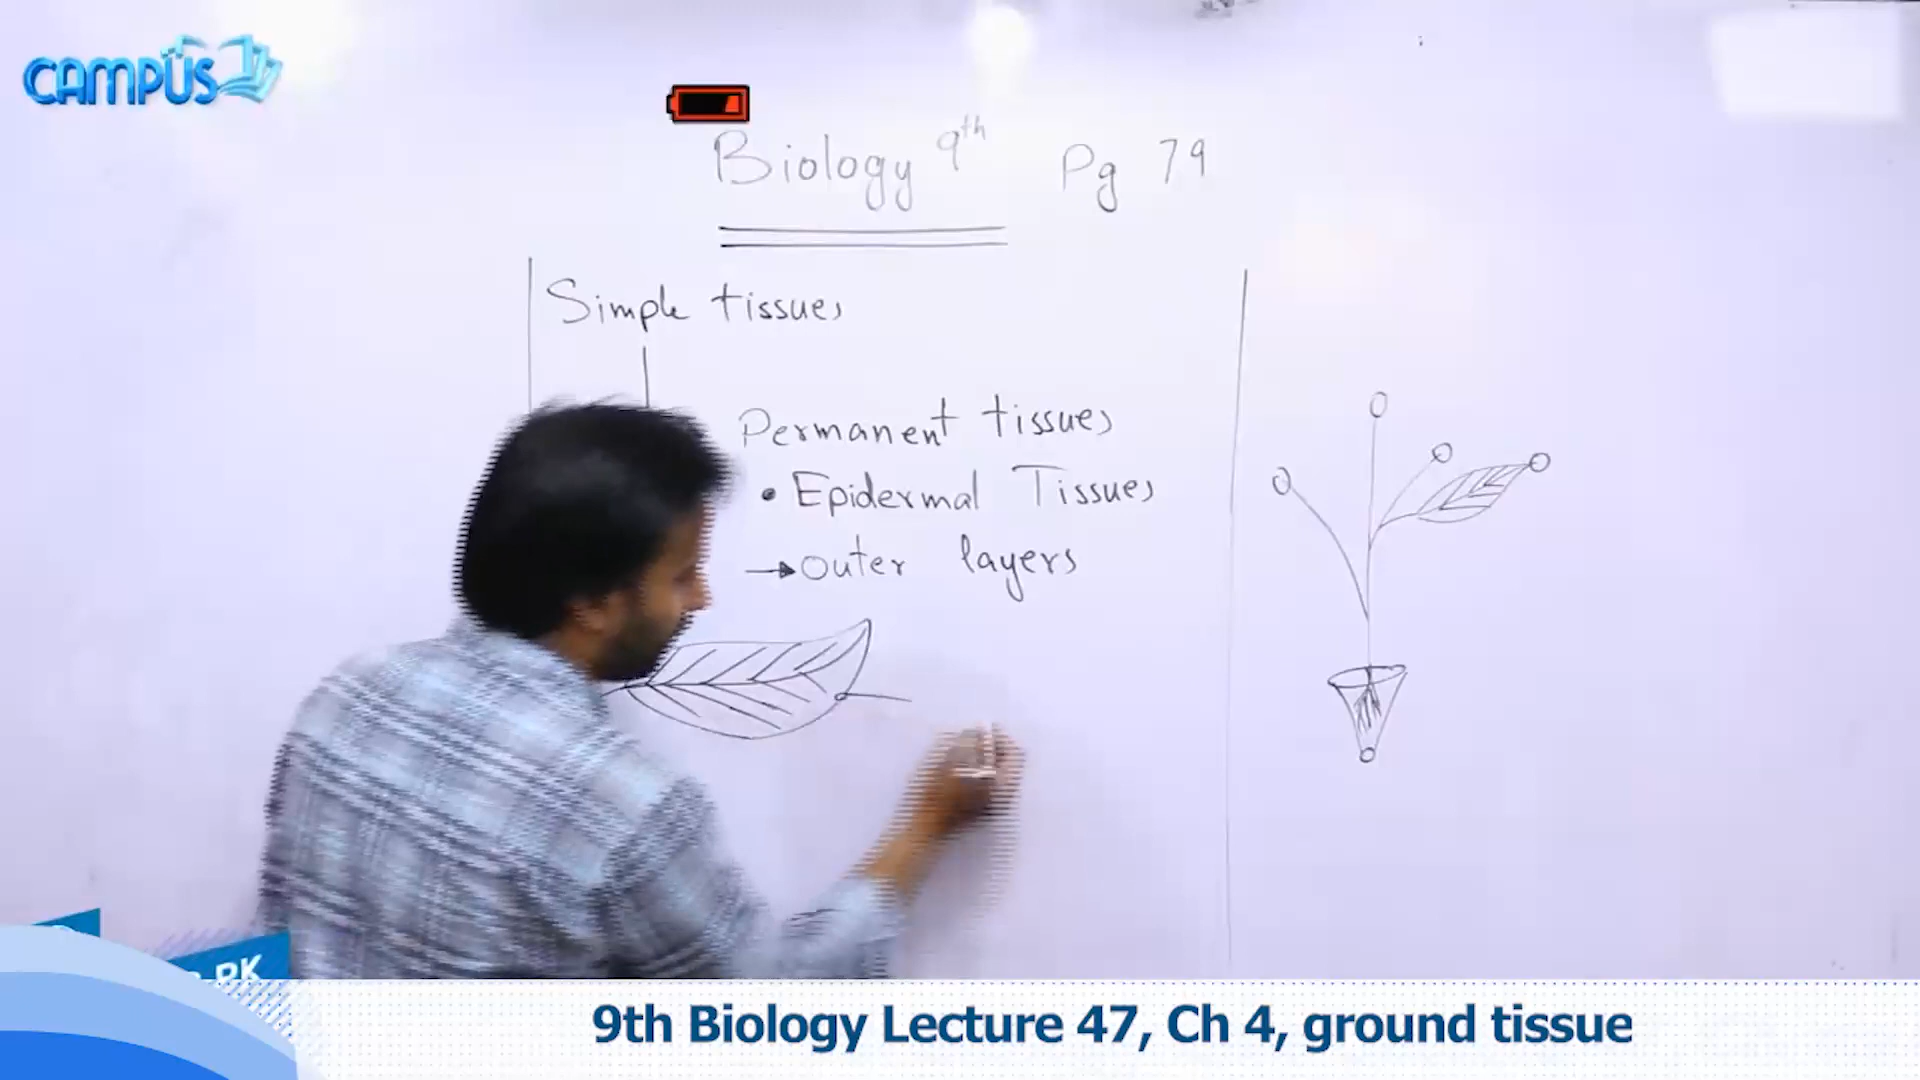 CAMPUS
Biology 9th Pg 79
Simple tissues
Permanent tissues
• Epidermal Tissues
→ outer layers
.PK
9th Biology Lecture 47, Ch 4, ground tissue